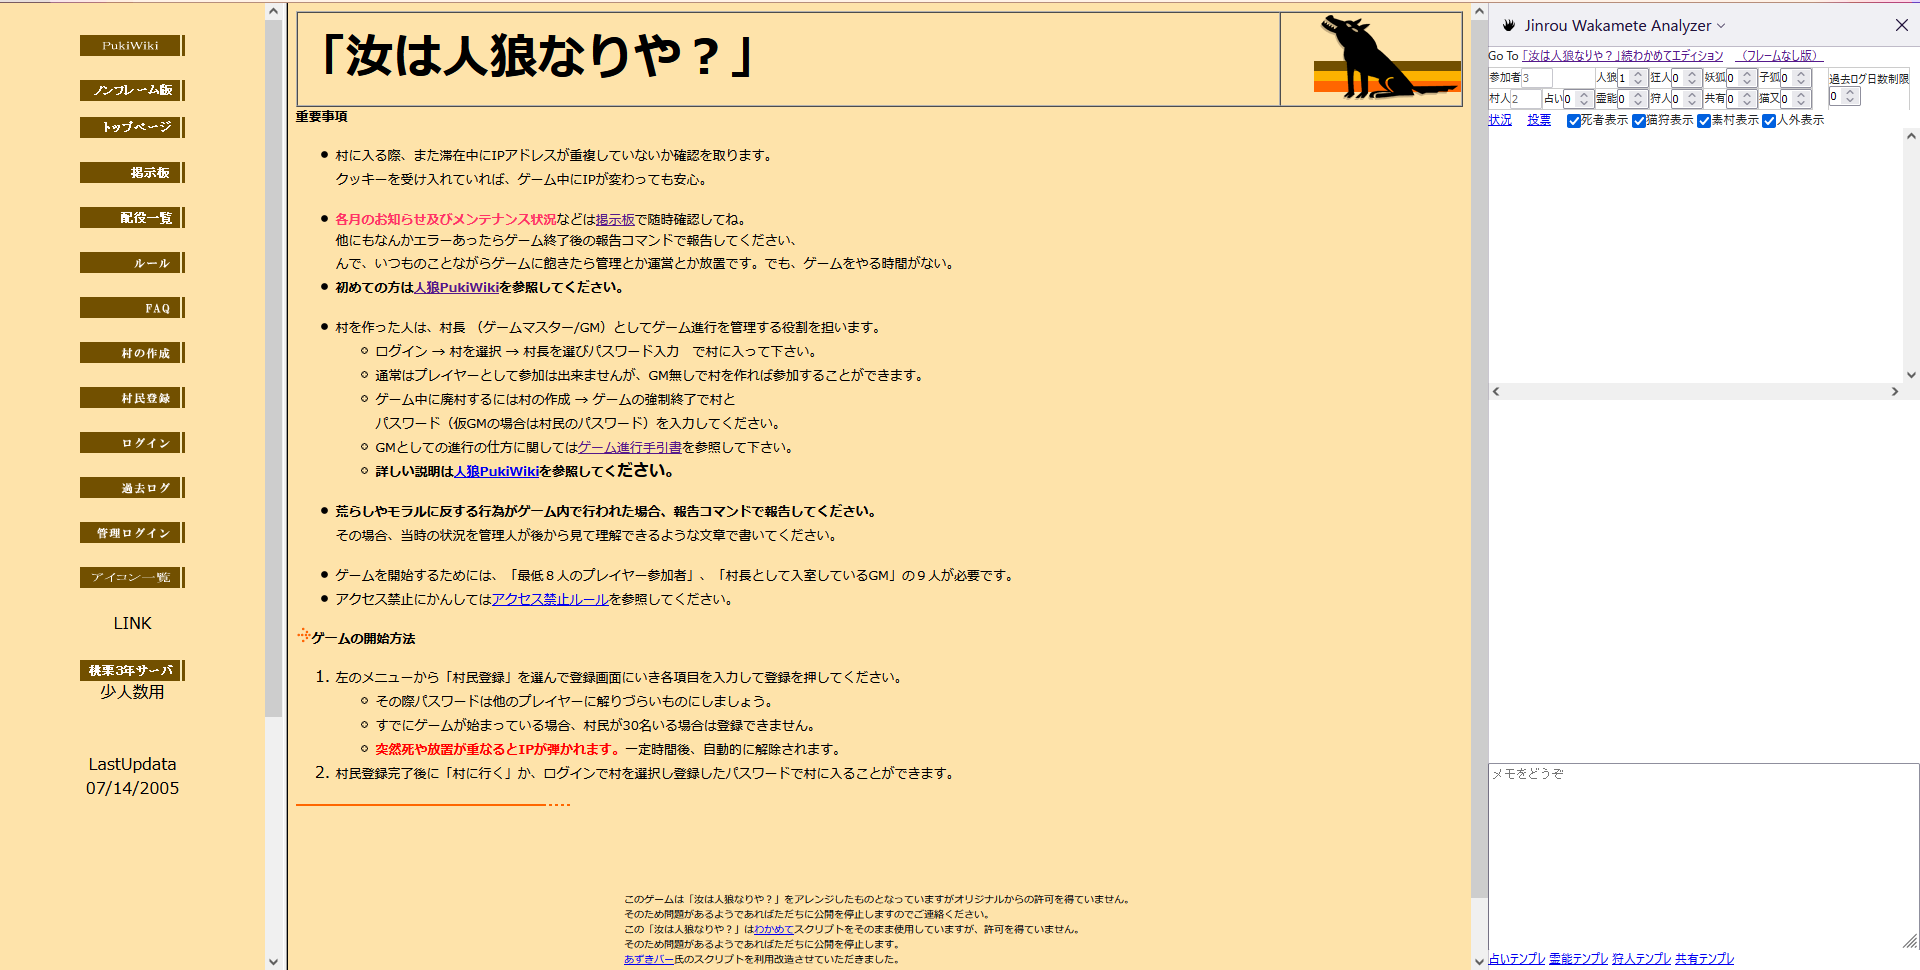 PukiWiki
ノンフレーム版
トップページ
掲示板
配役一覧
ルール
FAQ
村の作成
村民登録
ログイン
過去ログ
管理ログイン
アイコン一覧
LINK
桃栗3年サーバ
少人数用
LastUpdata
07/14/2005
「汝は人狼なりや？」
重要事項
村に入る際、また滞在中にIPアドレスが重複していないか確認を取ります。
クッキーを受け入れていれば、ゲーム中にIPが変わっても安心。
各月のお知らせ及びメンテナンス状況などは掲示板で随時確認してね。
他にもなんかエラーあったらゲーム終了後の報告コマンドで報告してください、
んで、いつものことながらゲームに飽きたら管理とか運営とか放置です。でも、ゲームをやる時間がない。
初めての方は人狼PukiWikiを参照してください。
村を作った人は、村長 （ゲームマスター/GM）としてゲーム進行を管理する役割を担います。
ログイン → 村を選択 → 村長を選びパスワード入力　で村に入って下さい。
通常はプレイヤーとして参加は出来ませんが、GM無しで村を作れば参加することができます。
ゲーム中に廃村するには村の作成 → ゲームの強制終了で村と
パスワード（仮GMの場合は村民のパスワード）を入力してください。
GMとしての進行の仕方に関してはゲーム進行手引書を参照して下さい。
詳しい説明は人狼PukiWikiを参照してください。
荒らしやモラルに反する行為がゲーム内で行われた場合、報告コマンドで報告してください。
その場合、当時の状況を管理人が後から見て理解できるような文章で書いてください。
ゲームを開始するためには、「最低８人のプレイヤー参加者」、「村長として入室しているGM」の９人が必要です。
アクセス禁止にかんしてはアクセス禁止ルールを参照してください。
ゲームの開始方法
1. 左のメニューから「村民登録」を選んで登録画面にいき各項目を入力して登録を押してください。
その際パスワードは他のプレイヤーに解りづらいものにしましょう。
すでにゲームが始まっている場合、村民が30名いる場合は登録できません。
突然死や放置が重なるとIPが弾かれます。一定時間後、自動的に解除されます。
2. 村民登録完了後に「村に行く」か、ログインで村を選択し登録したパスワードで村に入ることができます。
このゲームは「汝は人狼なりや？」をアレンジしたものとなっていますがオリジナルからの許可を得ていません。
そのため問題があるようであればただちに公開を停止しますのでご連絡ください。
この「汝は人狼なりや？」はわかめてスクリプトをそのまま使用していますが、許可を得ていません。
そのため問題があるようであればただちに公開を停止します。
あずきバー氏のスクリプトを利用改造させていただきました。
Jinrou Wakamete Analyzer
Go To 「汝は人狼なりや？」続わかめてエディション （フレームなし版）
参加者3 人狼1 狂人0 妖狐0 子狐0 過去ログ日数制限
村人2 占い0 霊能0 狩人0 共有0 猫又0 0
状況 投票 死者表示 猫狩表示 素村表示 人外表示
メモをどうぞ
占いテンプレ 霊能テンプレ 狩人テンプレ 共有テンプレ